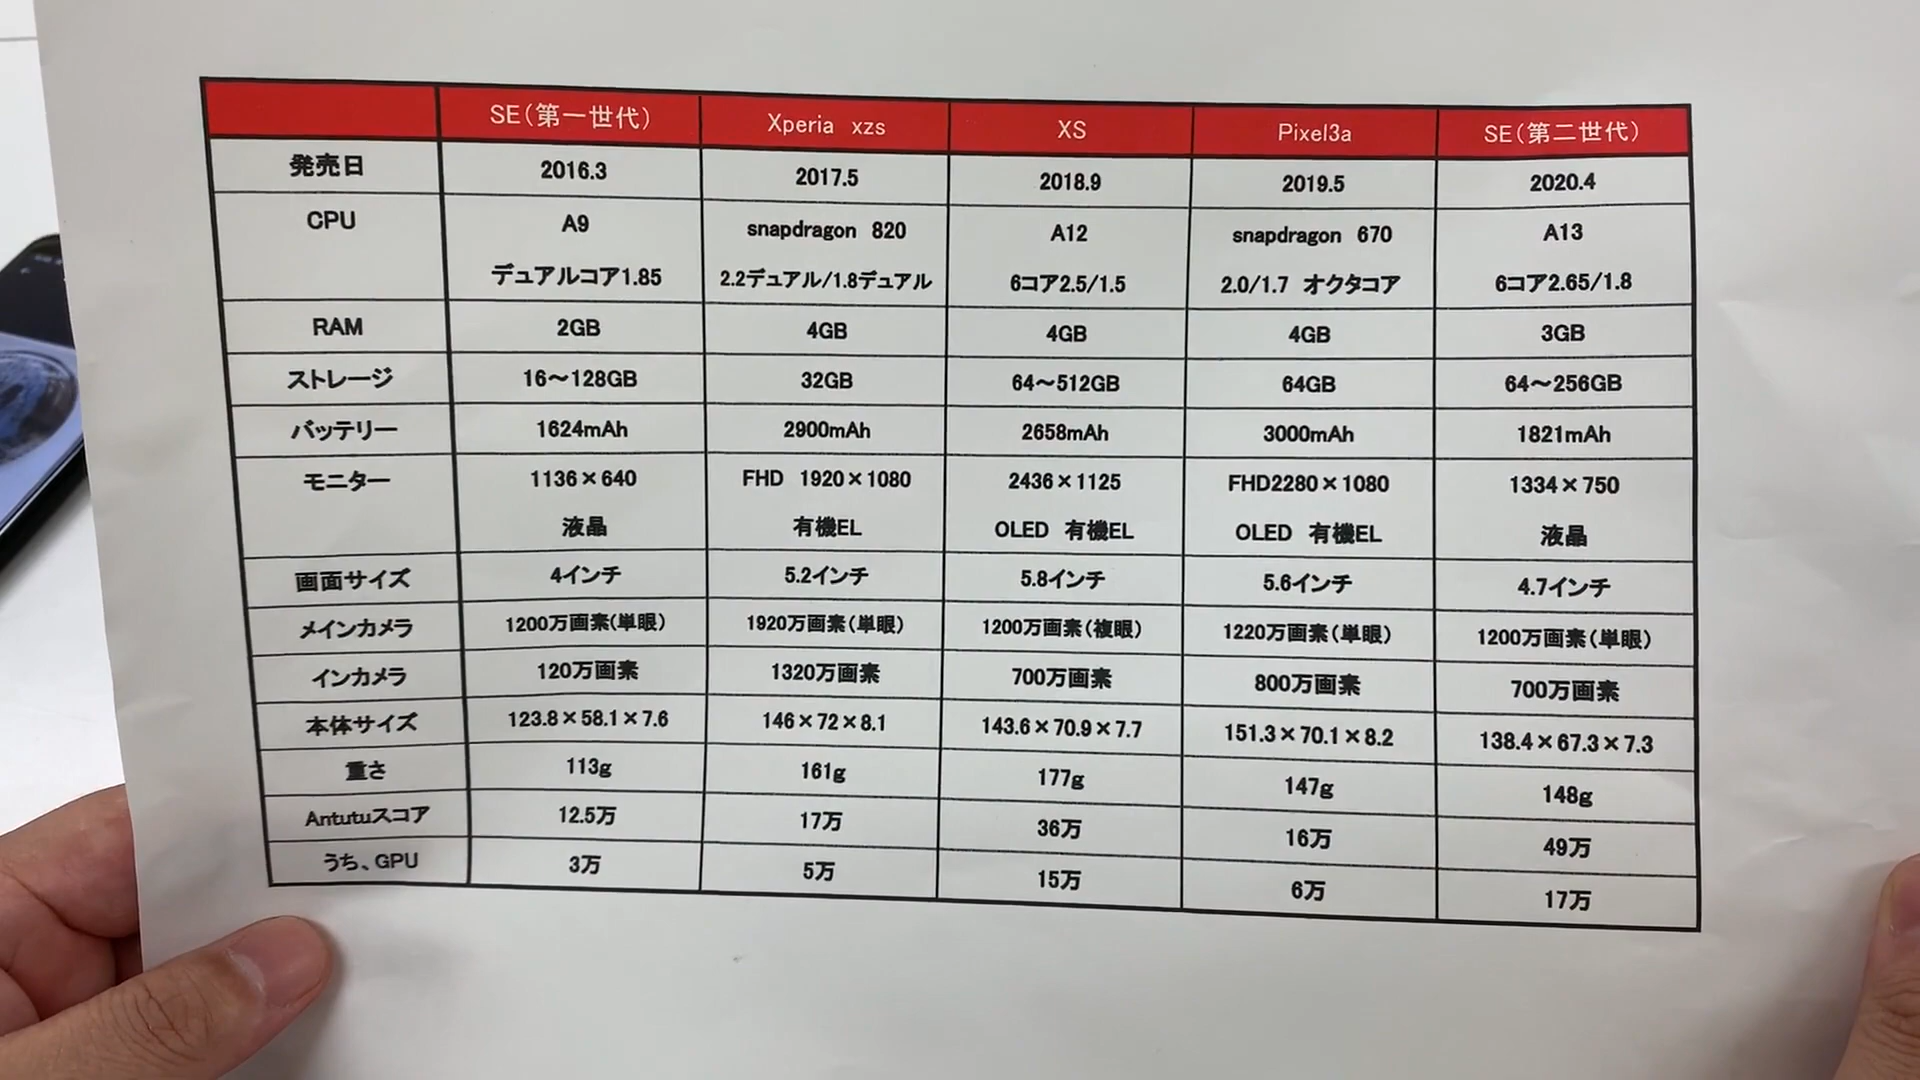 SE(第一世代) Xperia xzs XS Pixel3a SE(第二世代)
発売日 2016.3 2017.5 2018.9 2019.5 2020.4
CPU A9 snapdragon 820 A12 snapdragon 670 A13
デュアルコア1.85 2.2デュアル/1.8デュアル 6コア2.5/1.5 2.0/1.7 オクタコア 6コア2.65/1.8
RAM 2GB 4GB 4GB 4GB 3GB
ストレージ 16～128GB 32GB 64～512GB 64GB 64～256GB
バッテリー 1624mAh 2900mAh 2658mAh 3000mAh 1821mAh
モニター 1136×640 FHD 1920×1080 2436×1125 FHD2280×1080 1334×750
液晶 有機EL OLED 有機EL OLED 有機EL 液晶
画面サイズ 4インチ 5.2インチ 5.8インチ 5.6インチ 4.7インチ
メインカメラ 1200万画素(単眼) 1920万画素(単眼) 1200万画素(複眼) 1220万画素(単眼) 1200万画素(単眼)
インカメラ 120万画素 1320万画素 700万画素 800万画素 700万画素
本体サイズ 123.8×58.1×7.6 146×72×8.1 143.6×70.9×7.7 151.3×70.1×8.2 138.4×67.3×7.3
重さ 113g 161g 177g 147g 148g
Antutuスコア 12.5万 17万 36万 16万 49万
うち、GPU 3万 5万 15万 6万 17万